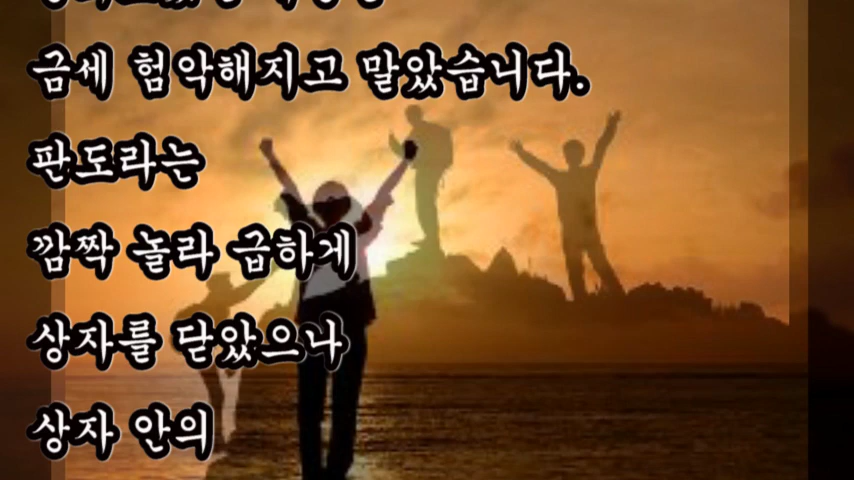 금세 험악해지고 말았습니다.
판도라는
깜짝 놀라 급하게
상자를 닫았으나
상자 안의